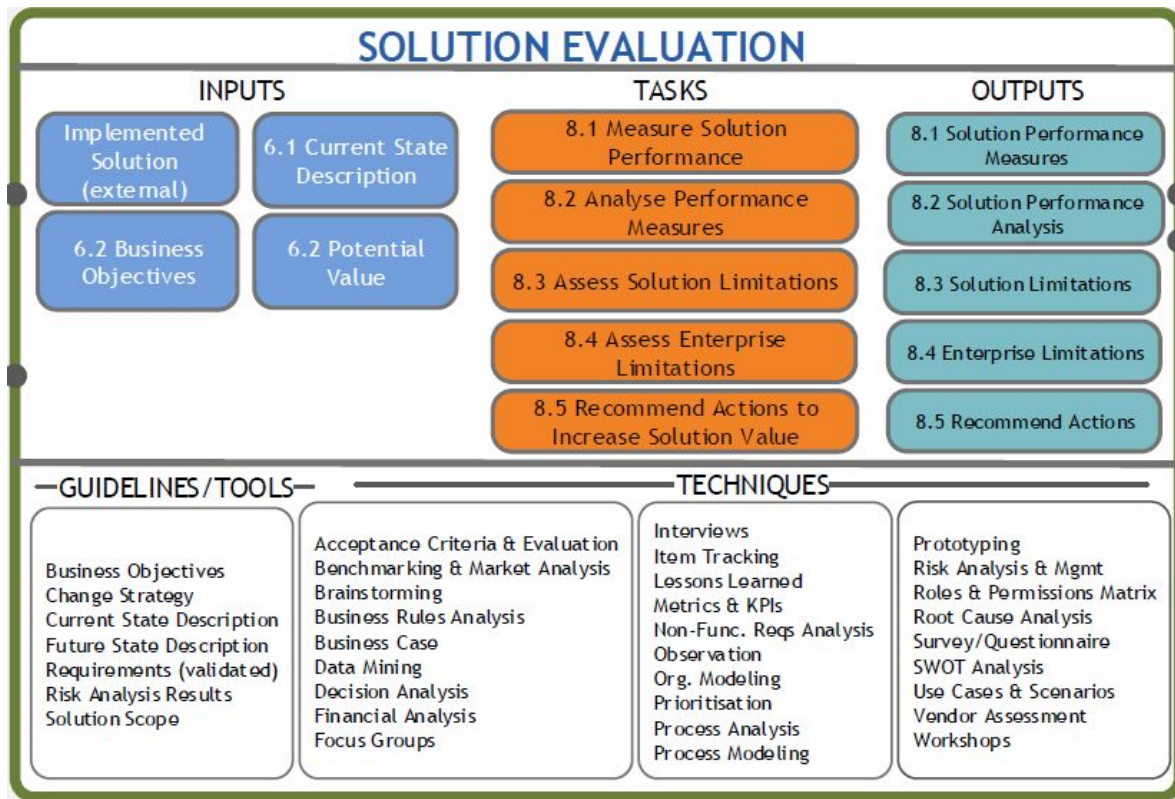 SOLUTION EVALUATION
INPUTS
Implemented
Solution
(external)
6.1 Current State
Description
6.2 Business
Objectives
6.2 Potential
Value
TASKS
8.1 Measure Solution
Performance
8.2 Analyse Performance
Measures
8.3 Assess Solution Limitations
8.4 Assess Enterprise
Limitations
8.5 Recommend Actions to
Increase Solution Value
OUTPUTS
8.1 Solution Performance
Measures
8.2 Solution Performance
Analysis
8.3 Solution Limitations
8.4 Enterprise Limitations
8.5 Recommend Actions
GUIDELINES/TOOLS
Business Objectives
Change Strategy
Current State Description
Future State Description
Requirements (validated)
Risk Analysis Results
Solution Scope
TECHNIQUES
Acceptance Criteria & Evaluation
Benchmarking & Market Analysis
Brainstorming
Business Rules Analysis
Business Case
Data Mining
Decision Analysis
Financial Analysis
Focus Groups
Interviews
Item Tracking
Lessons Learned
Metrics & KPIs
Non-Func. Reqs Analysis
Observation
Org. Modeling
Prioritisation
Process Analysis
Process Modeling
Prototyping
Risk Analysis & Mgmt
Roles & Permissions Matrix
Root Cause Analysis
Survey/Questionnaire
SWOT Analysis
Use Cases & Scenarios
Vendor Assessment
Workshops